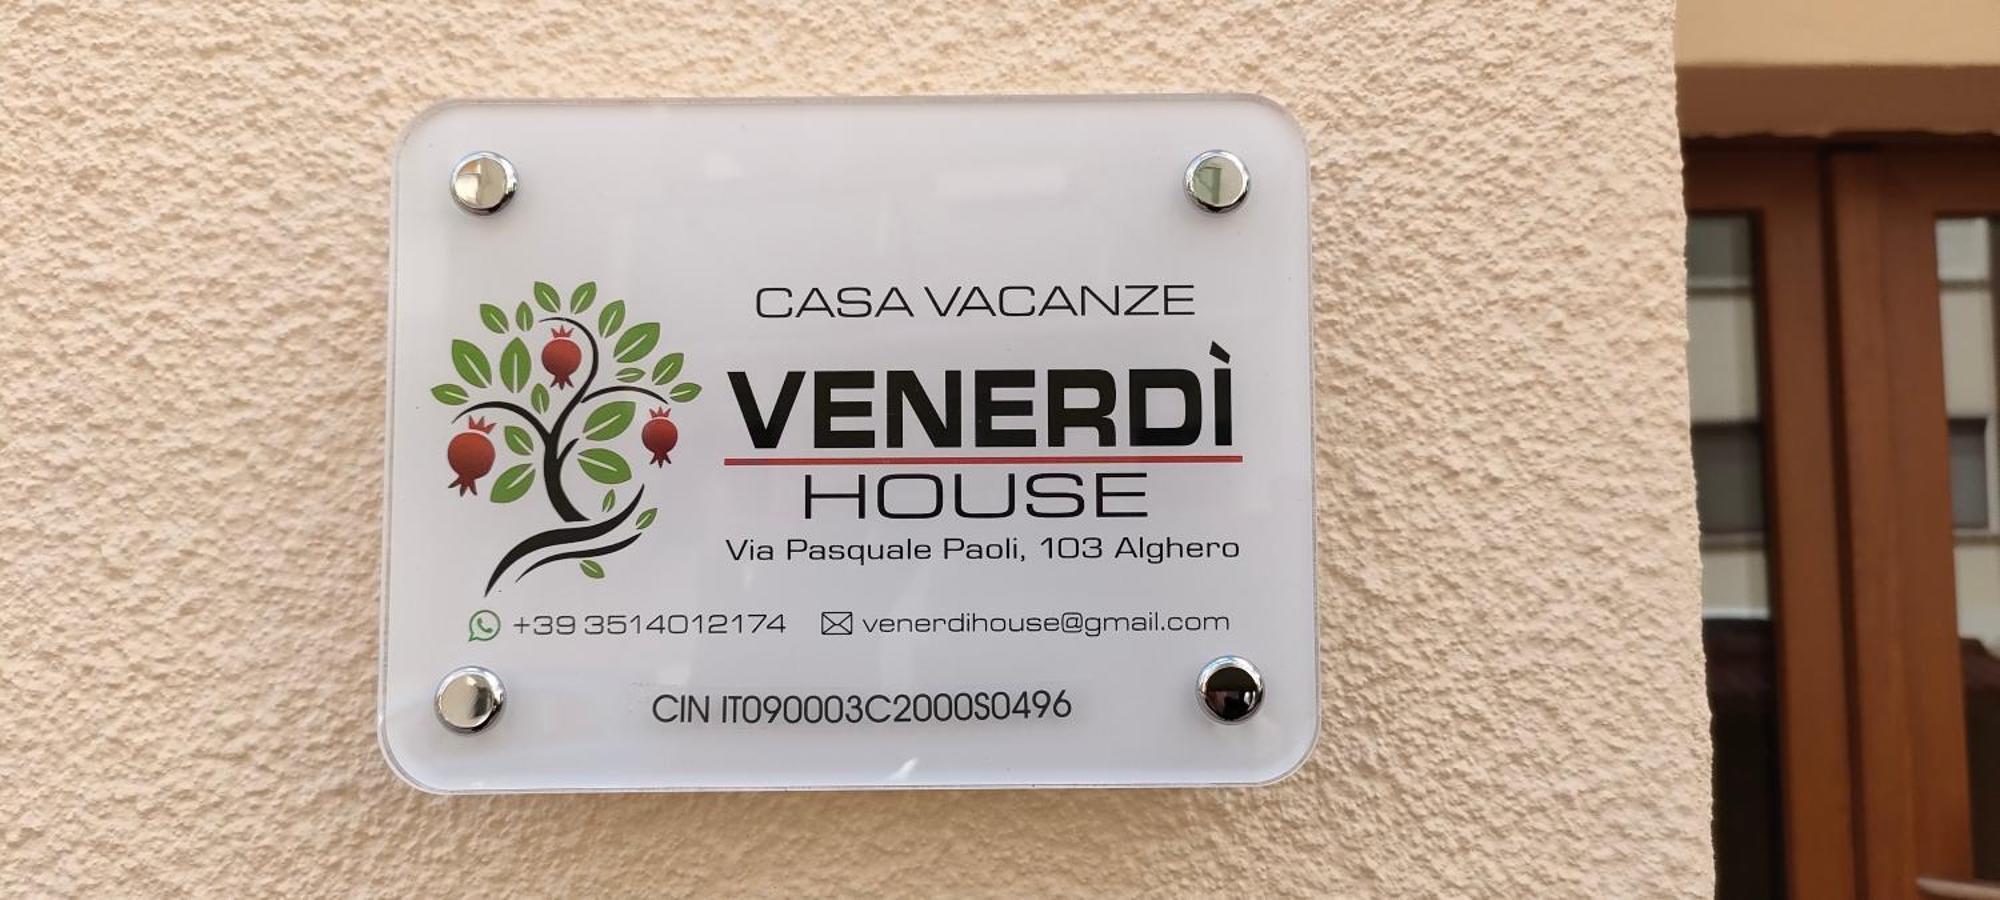 CASA VACANZE
VENERDÌ
HOUSE
Via Pasquale Paoli, 103 Alghero
+39 3514012174 venerdihouse@gmail.com
CIN IT090003C2000S0496